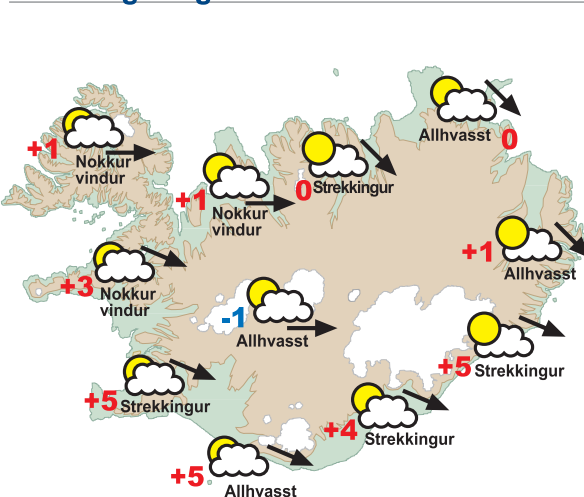 Allhvasst
0
+1
Nokkur
vindur
+1
Nokkur
vindur
0
Strekkingur
+1
Allhvasst
+3
Nokkur
vindur
-1
Allhvasst
+5
Strekkingur
+5
Strekkingur
+4
Strekkingur
+5
Allhvasst